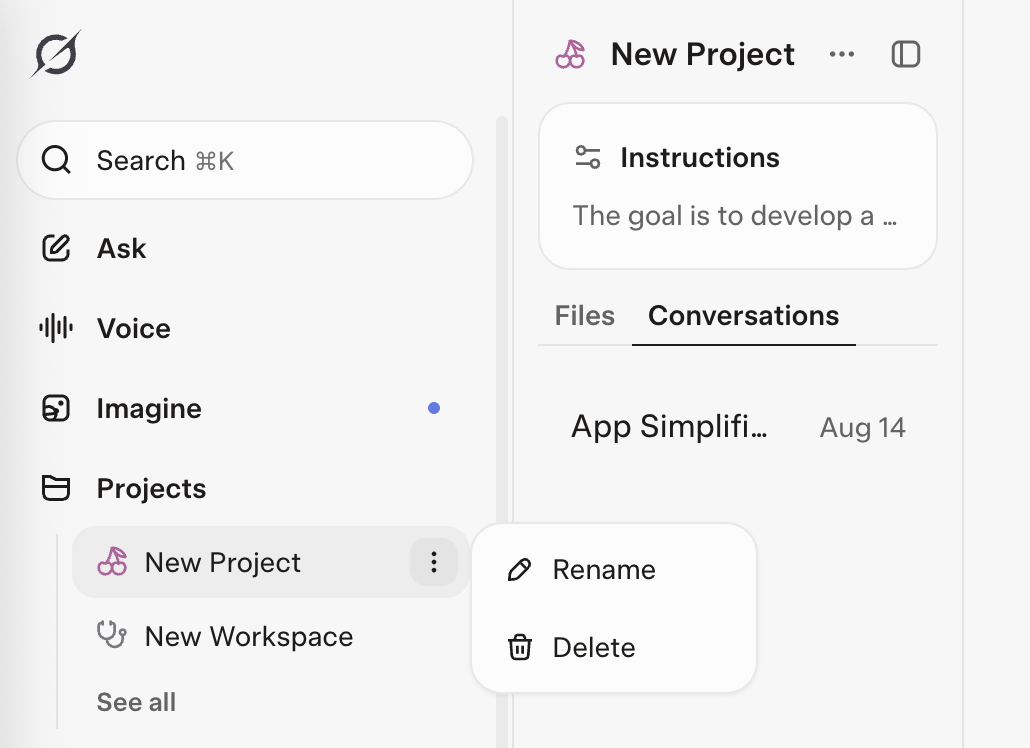 Search ⌘K
Ask
Voice
Imagine
Projects
New Project
New Workspace
See all
New Project
Instructions
The goal is to develop a ...
Files
Conversations
App Simplifi...
Aug 14
Rename
Delete